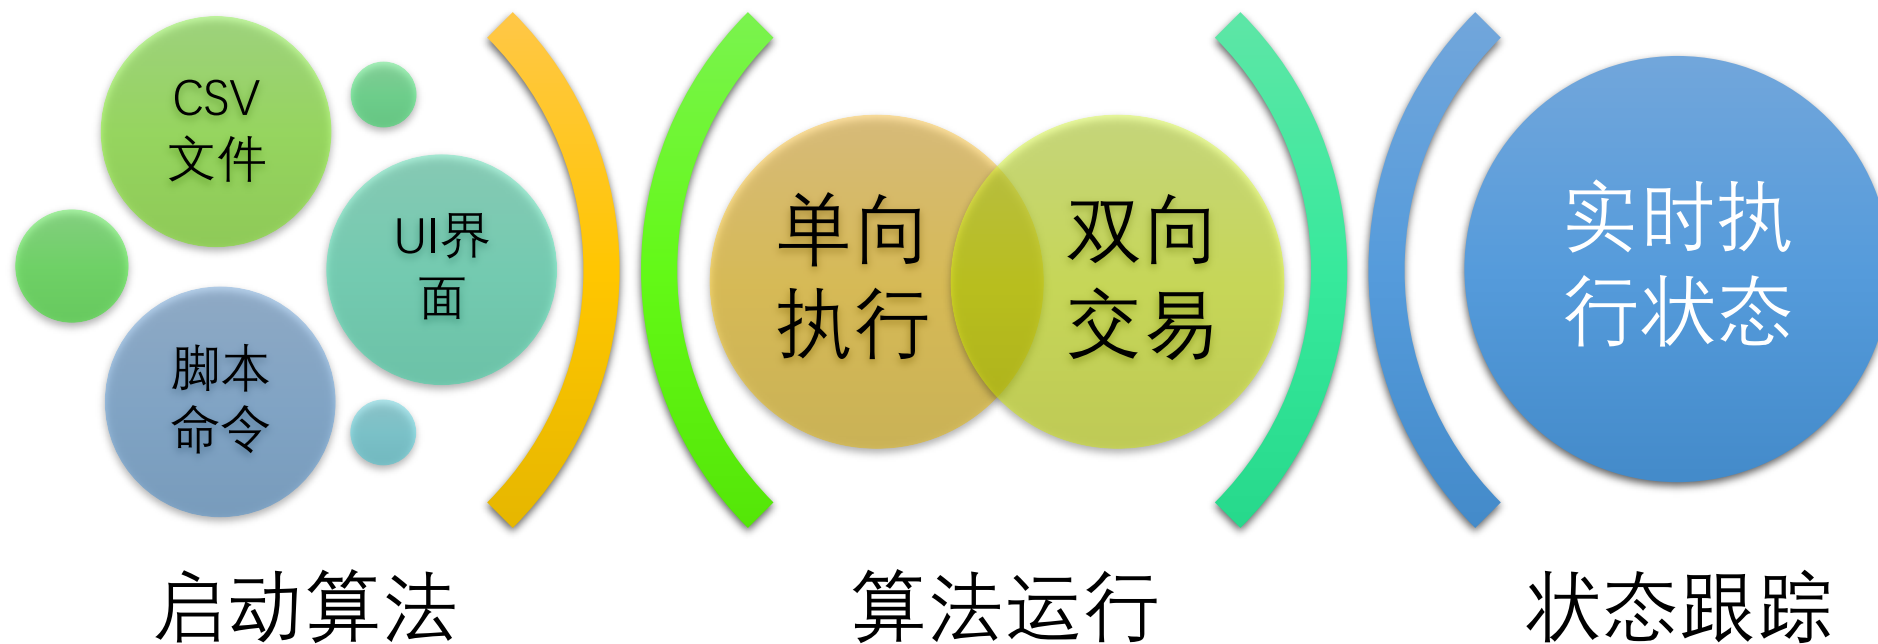 CSV
文件
UI界
面
脚本
命令
启动算法
单向
执行
双向
交易
算法运行
实时执
行状态
状态跟踪